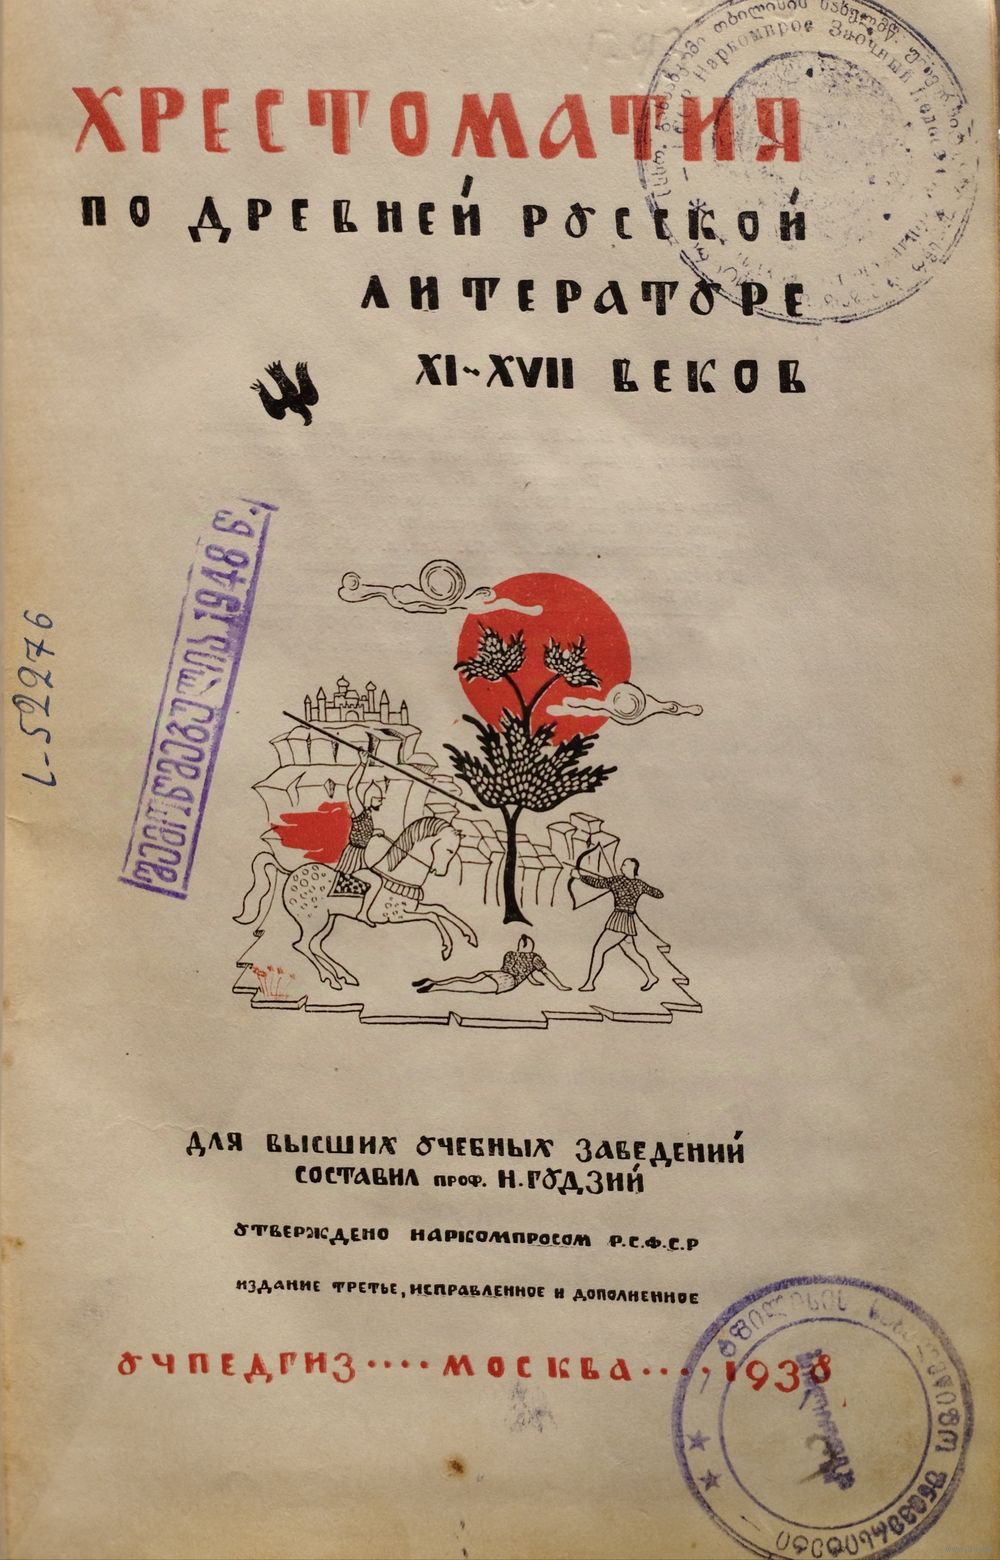 ХРЕСТОМАТИЯ
ПО ДРЕВНЕЙ РУССКОЙ
ЛИТЕРАТУРЕ
XI-XVII ВЕКОВ
შემოწმებულია 1948 წ.
L-52276
ДЛЯ ВЫСШИХ УЧЕБНЫХ ЗАВЕДЕНИЙ
СОСТАВИЛ ПРОФ. Н. ГУДЗИЙ
УТВЕРЖДЕНО НАРКОМПРОСОМ Р.С.Ф.С.Р
ИЗДАНИЕ ТРЕТЬЕ, ИСПРАВЛЕННОЕ И ДОПОЛНЕННОЕ
УЧПЕДГИЗ....МОСКВА....1938